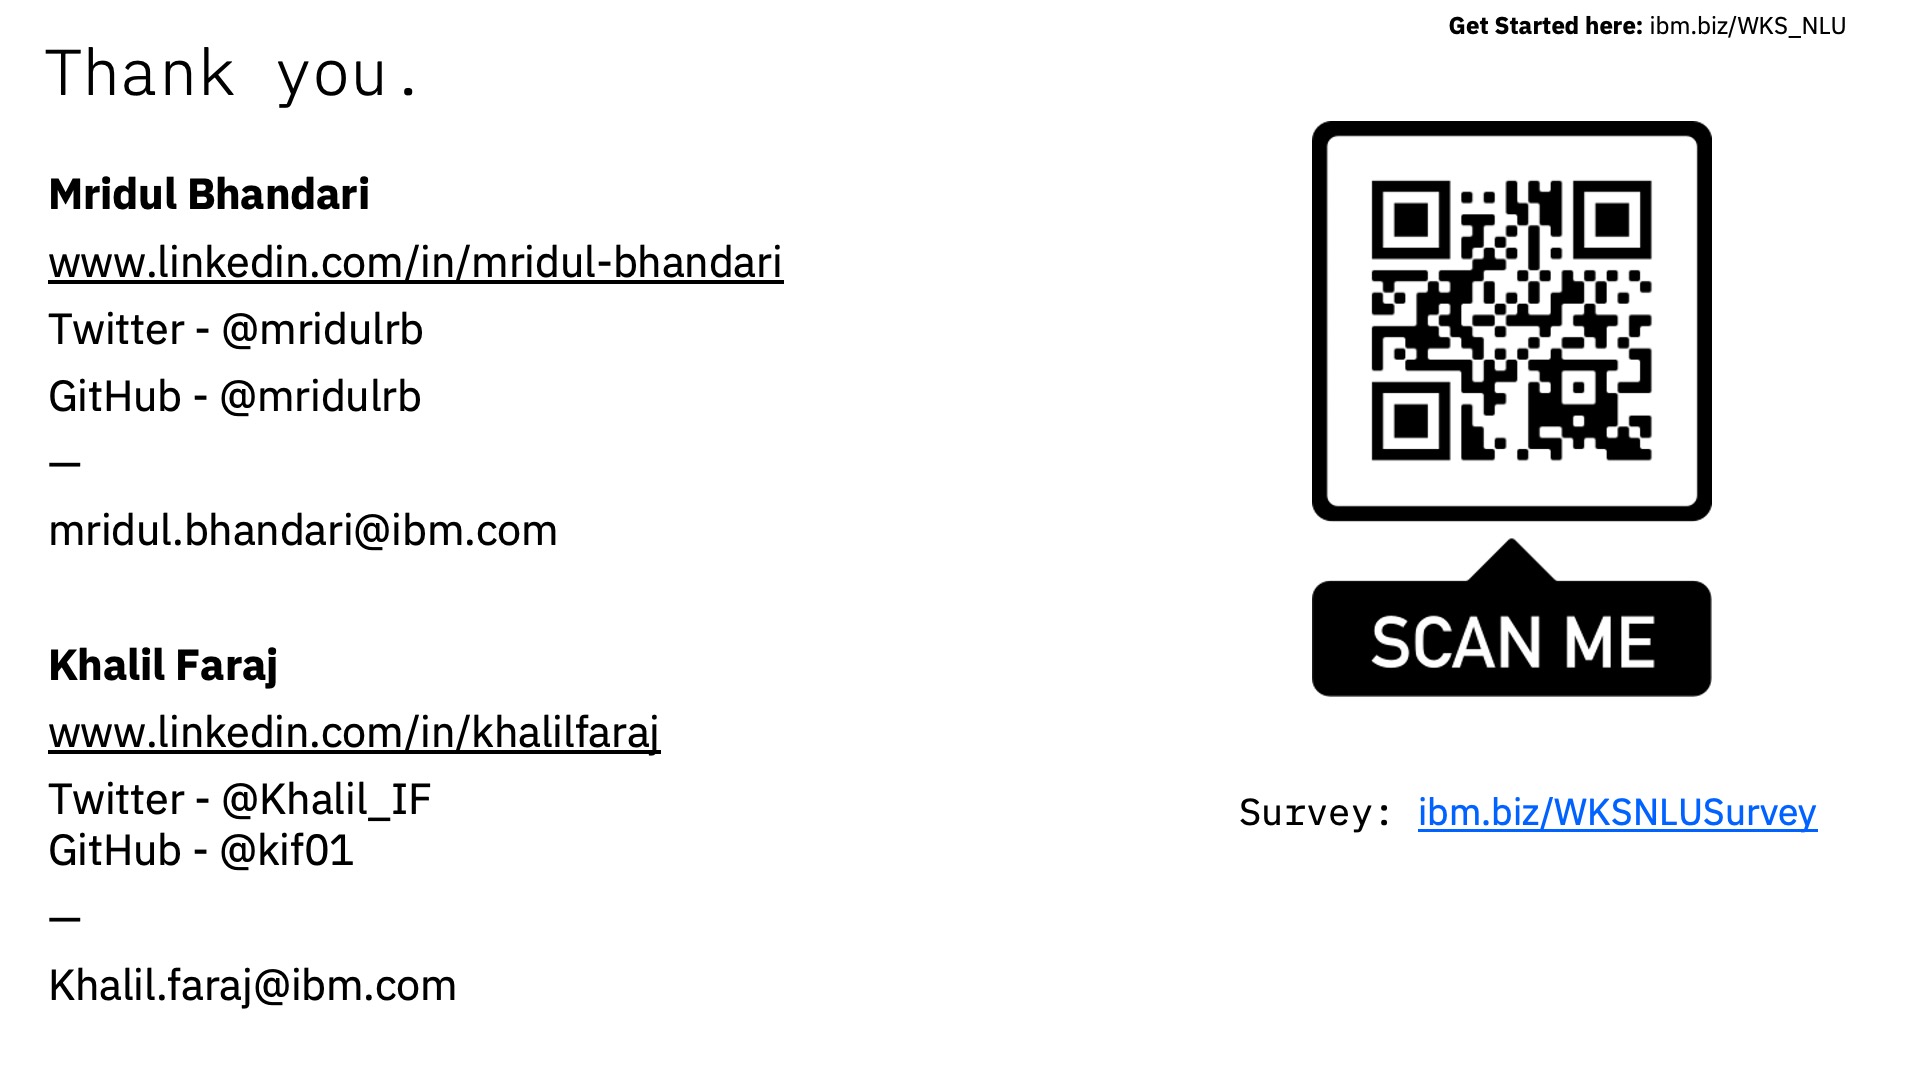 Get Started here: ibm.biz/WKS_NLU
Thank you.
Mridul Bhandari
www.linkedin.com/in/mridul-bhandari
Twitter - @mridulrb
GitHub - @mridulrb
—
mridul.bhandari@ibm.com
Khalil Faraj
www.linkedin.com/in/khalilfaraj
Twitter - @Khalil_IF
GitHub - @kif01
—
Khalil.faraj@ibm.com
SCAN ME
Survey: ibm.biz/WKSNLUSurvey